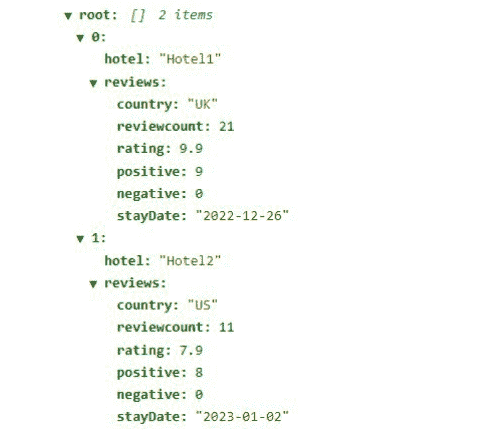 ▼ root: [] 2 items
▼ 0:
hotel: "Hotel1"
▼ reviews:
country: "UK"
reviewcount: 21
rating: 9.9
positive: 9
negative: 0
stayDate: "2022-12-26"
▼ 1:
hotel: "Hotel2"
▼ reviews:
country: "US"
reviewcount: 11
rating: 7.9
positive: 8
negative: 0
stayDate: "2023-01-02"